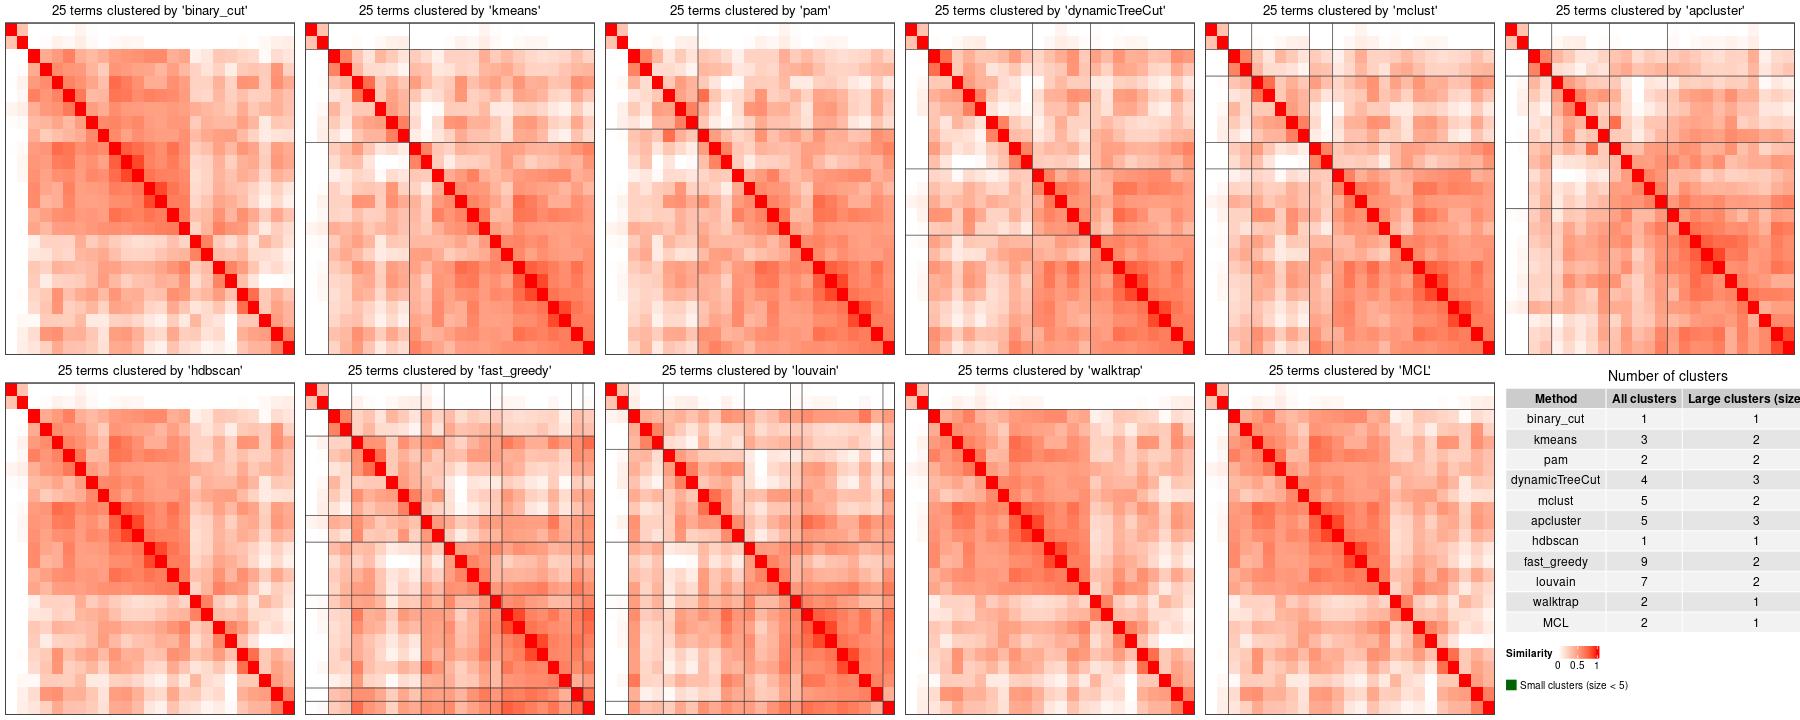 25 terms clustered by 'binary_cut'
25 terms clustered by 'kmeans'
25 terms clustered by 'pam'
25 terms clustered by 'dynamicTreeCut'
25 terms clustered by 'mclust'
25 terms clustered by 'apcluster'
25 terms clustered by 'hdbscan'
25 terms clustered by 'fast_greedy'
25 terms clustered by 'louvain'
25 terms clustered by 'walktrap'
25 terms clustered by 'MCL'
Number of clusters
Method All clusters Large clusters (size
binary_cut 1 1
kmeans 3 2
pam 2 2
dynamicTreeCut 4 3
mclust 5 2
apcluster 5 3
hdbscan 1 1
fast_greedy 9 2
louvain 7 2
walktrap 2 1
MCL 2 1
Similarity
0 0.5 1
Small clusters (size < 5)